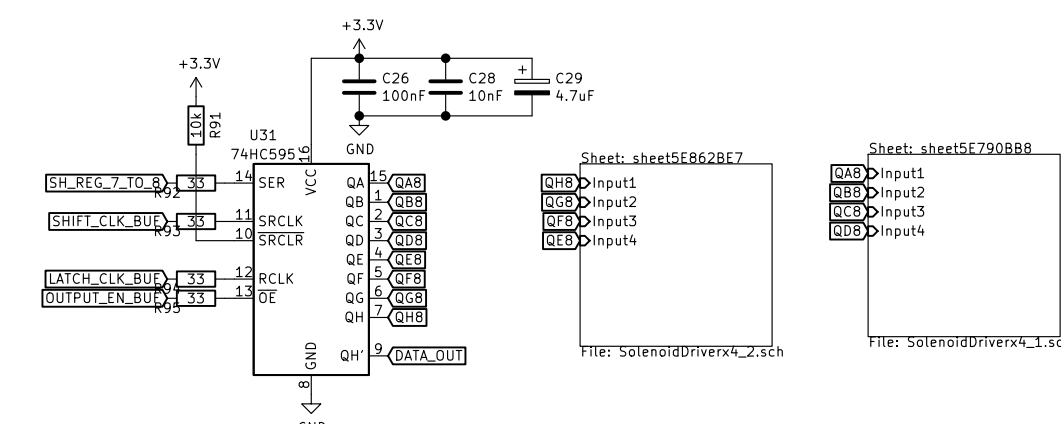 +3.3V
+3.3V
C26
100nF
C28
10nF
+
C29
4.7uF
GND
10k
R91
U31
74HC595
16
VCC
SH_REG_7_TO_8
33
R92
14
SER
SHIFT_CLK_BUF
33
R93
11
SRCLK
10
SRCLR
LATCH_CLK_BUF
33
R94
12
RCLK
OUTPUT_EN_BUF
33
R95
13
OE
QA
15
QA8
QB
1
QB8
QC
2
QC8
QD
3
QD8
QE
4
QE8
QF
5
QF8
QG
6
QG8
QH
7
QH8
QH'
9
DATA_OUT
GND
8
GND
Sheet: sheet5E862BE7
QH8 Input1
QG8 Input2
QF8 Input3
QE8 Input4
File: SolenoidDriverx4_2.sch
Sheet: sheet5E790BB8
QA8 Input1
QB8 Input2
QC8 Input3
QD8 Input4
File: SolenoidDriverx4_1.sc